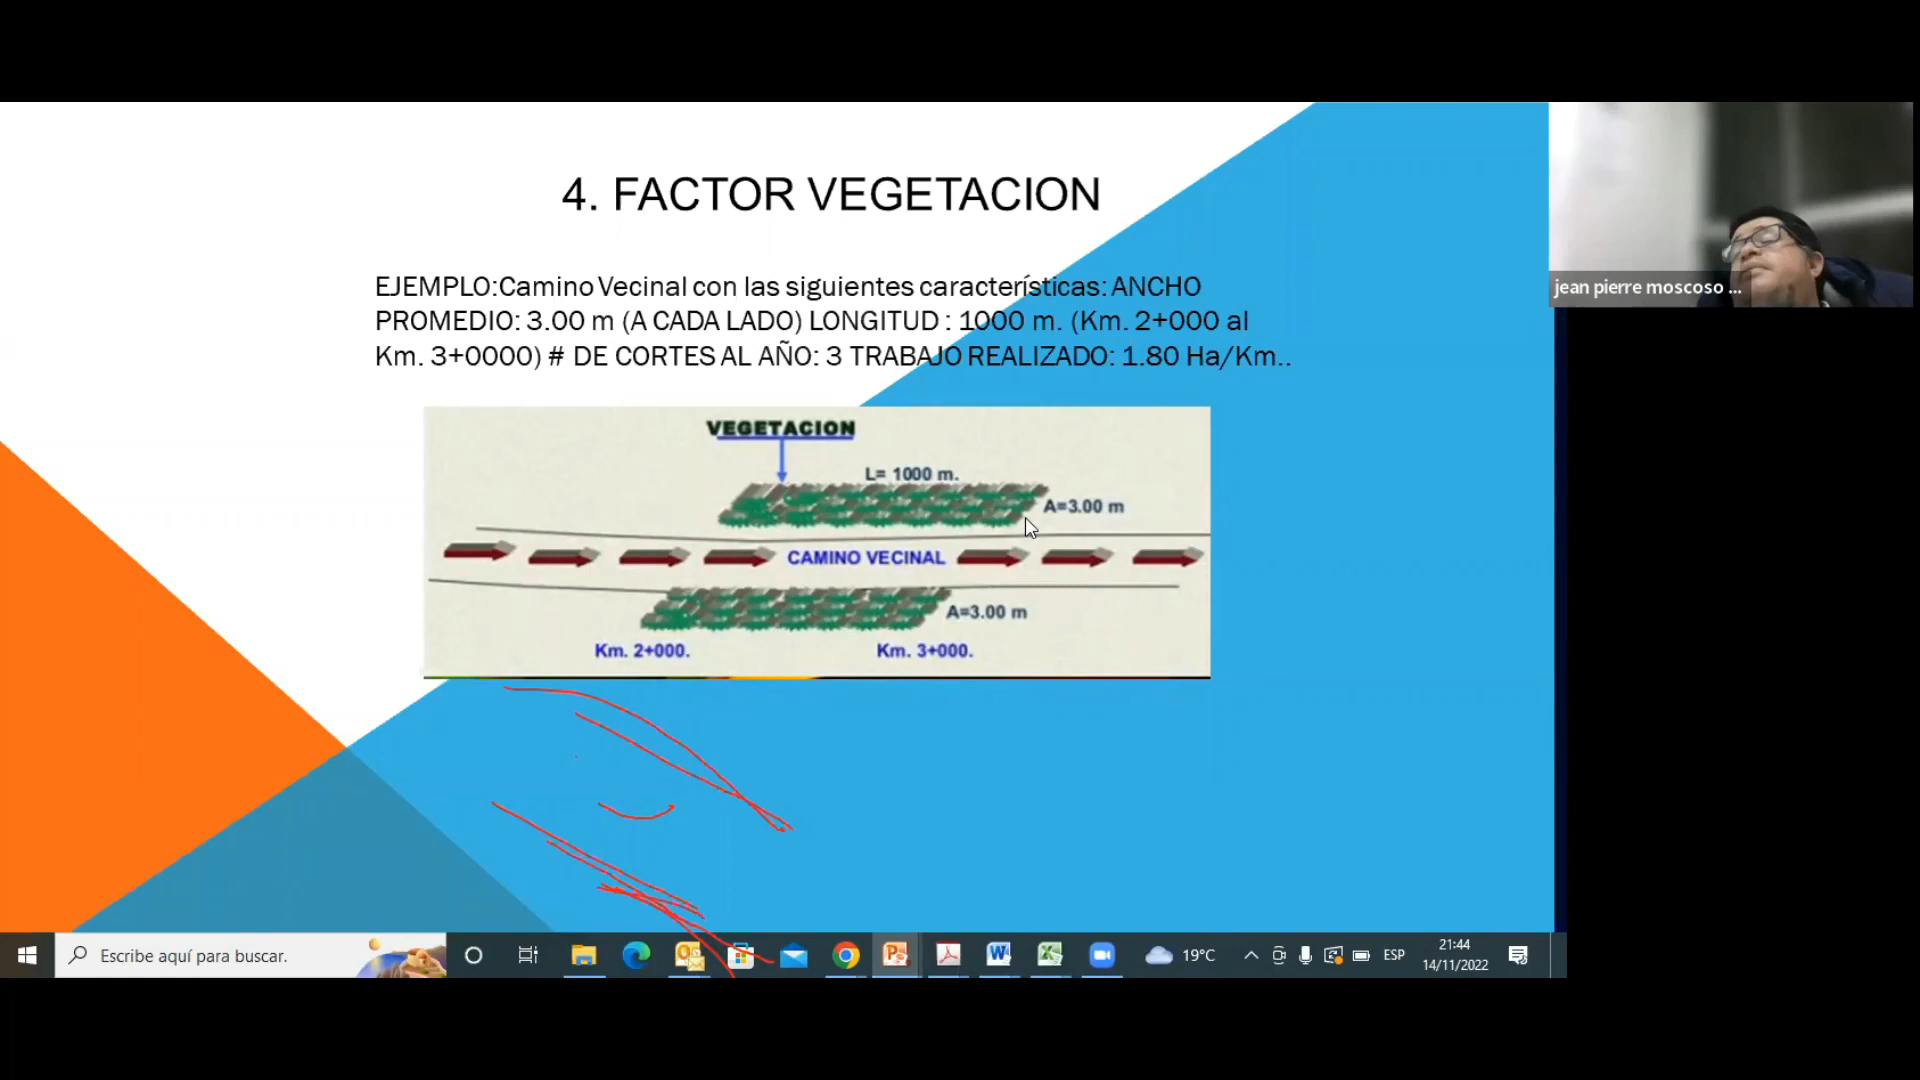 4. FACTOR VEGETACION
EJEMPLO:Camino Vecinal con las siguientes características: ANCHO
PROMEDIO: 3.00 m (A CADA LADO) LONGITUD : 1000 m. (Km. 2+000 al
Km. 3+0000) # DE CORTES AL AÑO: 3 TRABAJO REALIZADO: 1.80 Ha/Km..
VEGETACION
L= 1000 m.
A=3.00 m
CAMINO VECINAL
A=3.00 m
Km. 2+000.
Km. 3+000.
jean pierre moscoso ...
Escribe aquí para buscar.
19°C
ESP
21:44
14/11/2022